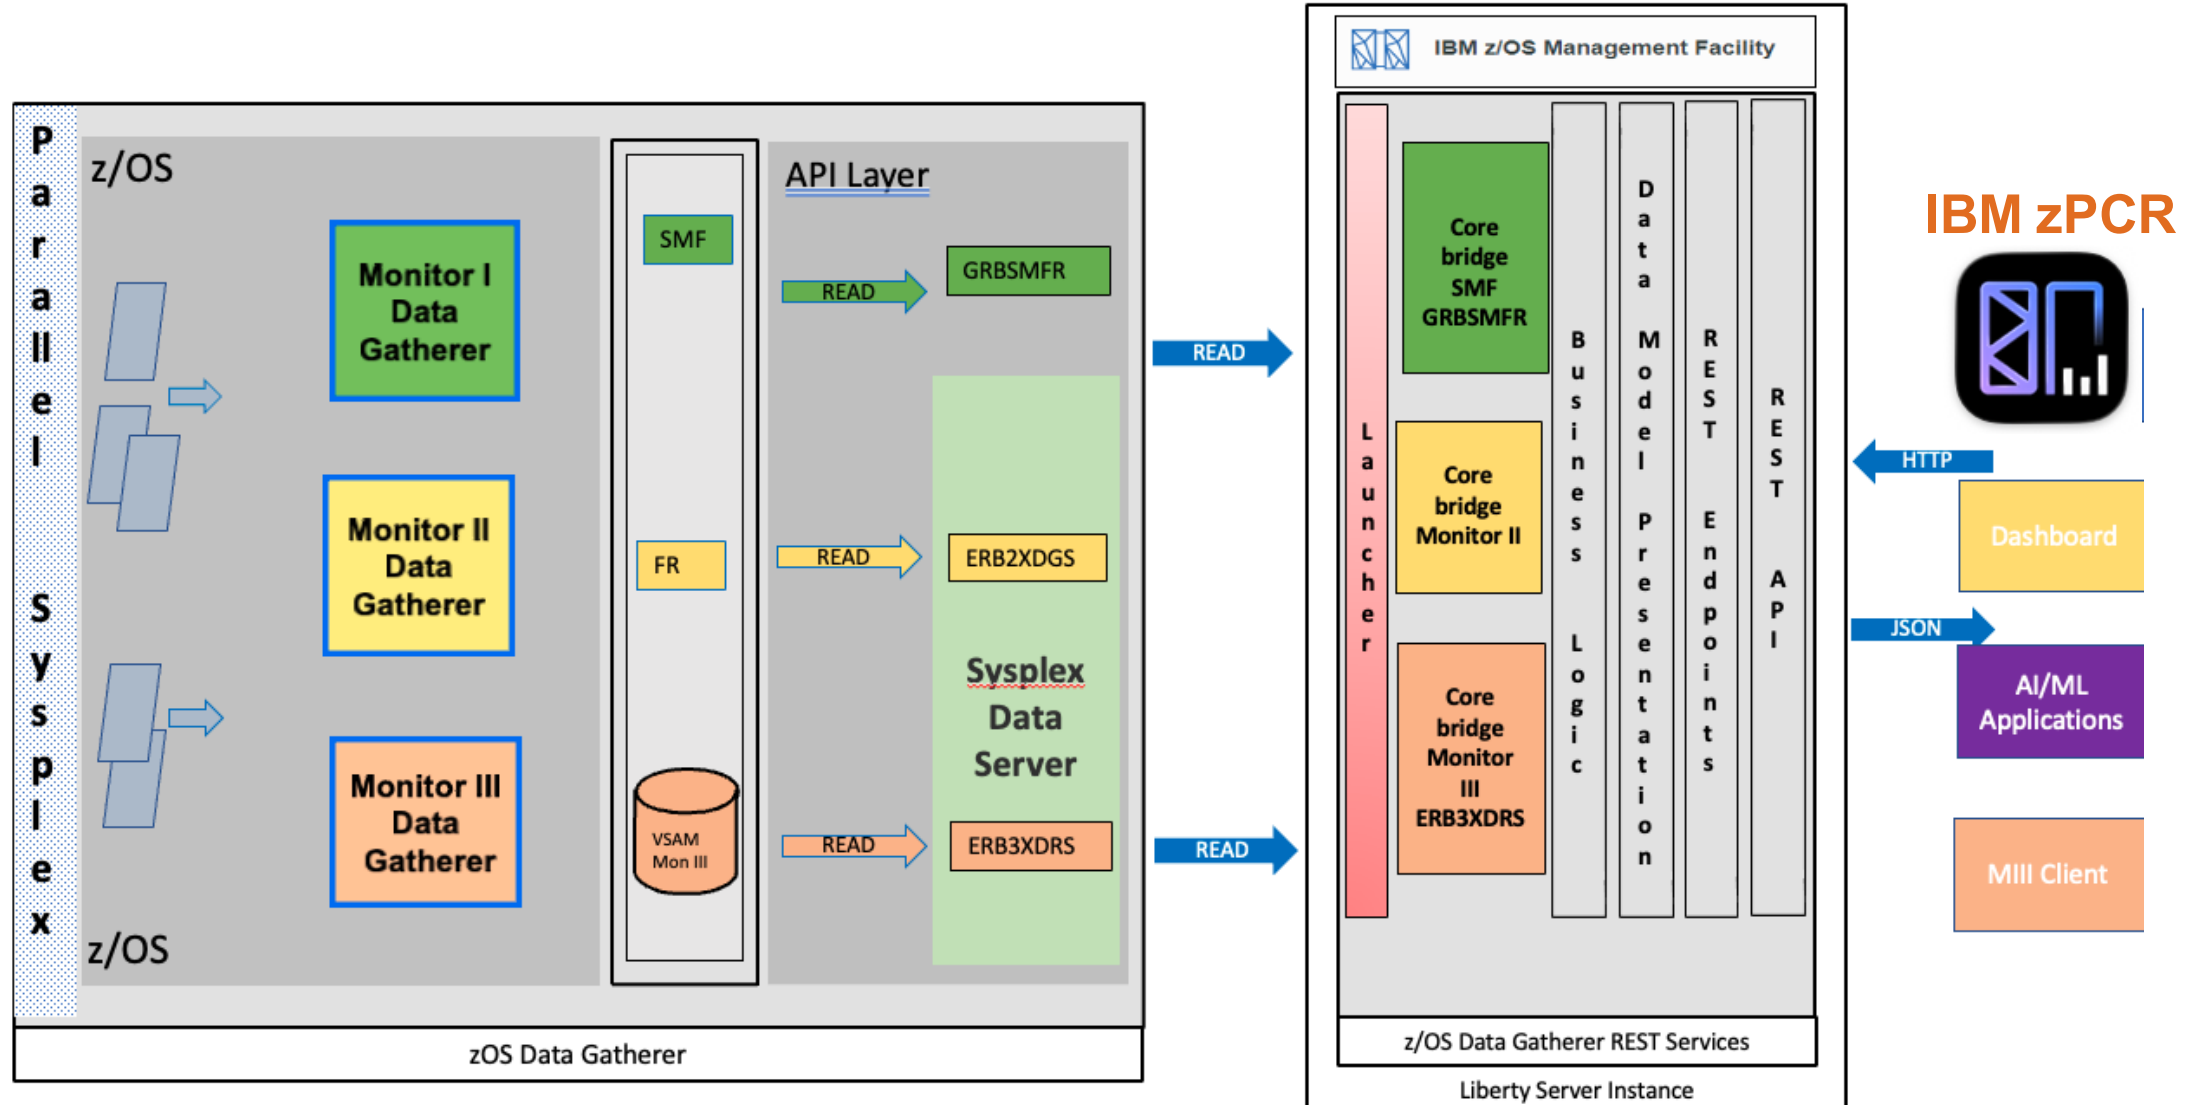 Parallel Sysplex
z/OS
Monitor I
Data
Gatherer
Monitor II
Data
Gatherer
Monitor III
Data
Gatherer
z/OS
SMF
FR
VSAM
Mon III
API Layer
READ
GRBSMFR
READ
ERB2XDGS
Sysplex
Data
Server
READ
ERB3XDRS
zOS Data Gatherer
READ
READ
IBM z/OS Management Facility
Launcher
Core
bridge
SMF
GRBSMFR
Core
bridge
Monitor II
Core
bridge
Monitor
III
ERB3XDRS
Business Logic
Data Model Presentation
REST Endpoints
REST API
z/OS Data Gatherer REST Services
Liberty Server Instance
IBM zPCR
HTTP
Dashboard
JSON
AI/ML
Applications
MIII Client